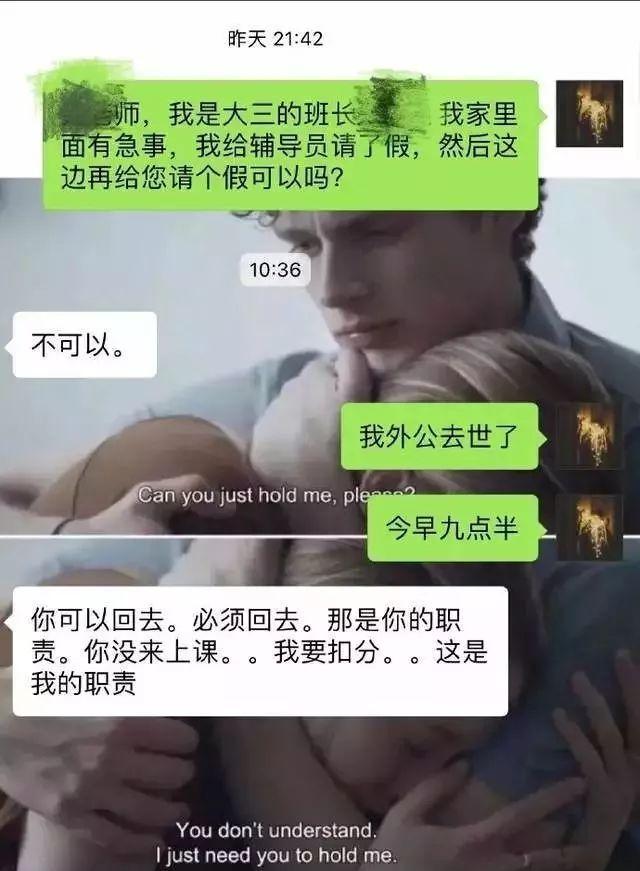 昨天 21:42
师，我是大三的班长 我家里
面有急事，我给辅导员请了假，然后这
边再给您请个假可以吗？
10:36
不可以。
我外公去世了
Can you just hold me, please?
今早九点半
你可以回去。必须回去。那是你的职
责。你没来上课。。我要扣分。。这是
我的职责
You don't understand.
I just need you to hold me.